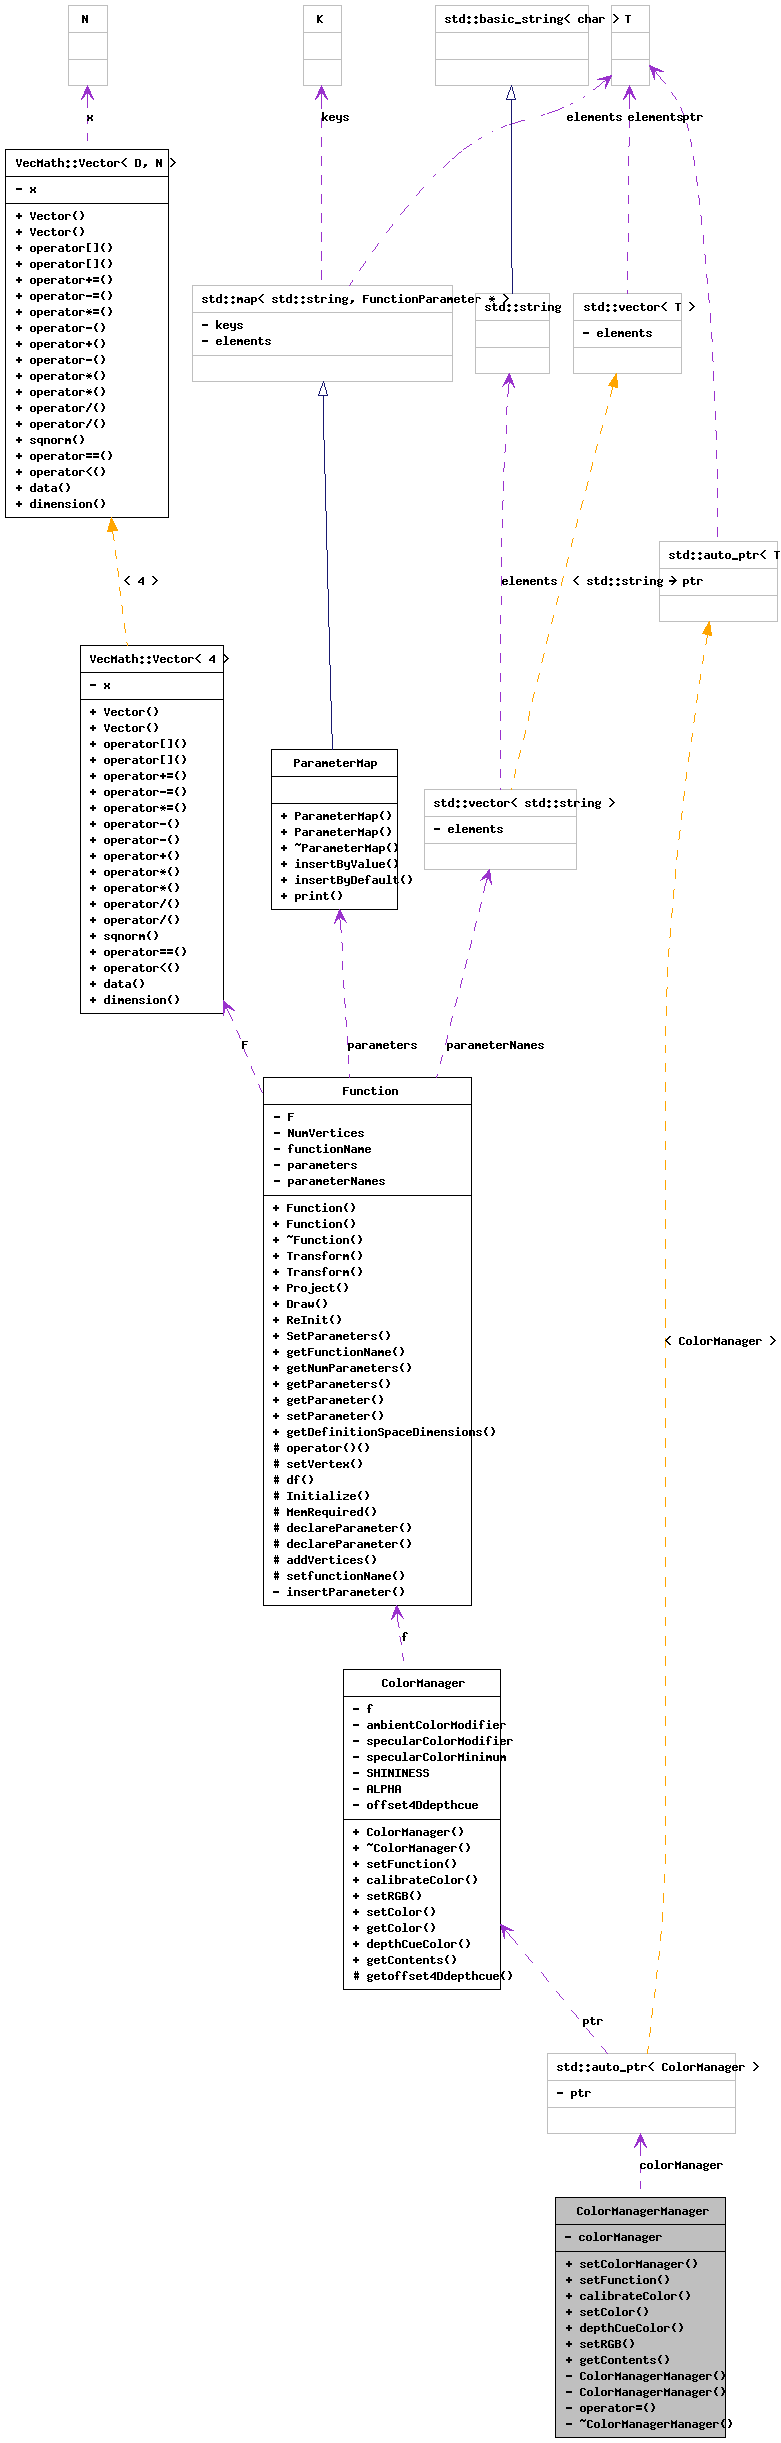 N
K
std::basic_string< char >
T
x
keys
elements
elements
ptr
VecMath::Vector< D, N >
- x
+ Vector()
+ Vector()
+ operator[]()
+ operator[]()
+ operator+=()
+ operator-=()
+ operator*=()
+ operator-()
+ operator+()
+ operator-()
+ operator*()
+ operator*()
+ operator/()
+ operator/()
+ sqnorm()
+ operator==()
+ operator<()
+ data()
+ dimension()
std::map< std::string, FunctionParameter * >
- keys
- elements
std::string
std::vector< T >
- elements
std::auto_ptr< T
- ptr
< 4 >
elements
< std::string >
VecMath::Vector< 4 >
- x
+ Vector()
+ Vector()
+ operator[]()
+ operator[]()
+ operator+=()
+ operator-=()
+ operator*=()
+ operator-()
+ operator-()
+ operator+()
+ operator*()
+ operator*()
+ operator/()
+ operator/()
+ sqnorm()
+ operator==()
+ operator<()
+ data()
+ dimension()
ParameterMap
+ ParameterMap()
+ ParameterMap()
+ ~ParameterMap()
+ insertByValue()
+ insertByDefault()
+ print()
std::vector< std::string >
- elements
F
parameters
parameterNames
Function
- F
- NumVertices
- functionName
- parameters
- parameterNames
+ Function()
+ Function()
+ ~Function()
+ Transform()
+ Transform()
+ Project()
+ Draw()
+ ReInit()
+ SetParameters()
+ getFunctionName()
+ getNumParameters()
+ getParameters()
+ getParameter()
+ setParameter()
+ getDefinitionSpaceDimensions()
# operator()()
# setVertex()
# df()
# Initialize()
# MemRequired()
# declareParameter()
# declareParameter()
# addVertices()
# setfunctionName()
- insertParameter()
< ColorManager >
f
ColorManager
- f
- ambientColorModifier
- specularColorModifier
- specularColorMinimum
- SHININESS
- ALPHA
- offset4Ddepthcue
+ ColorManager()
+ ~ColorManager()
+ setFunction()
+ calibrateColor()
+ setRGB()
+ setColor()
+ getColor()
+ depthCueColor()
+ getContents()
# getoffset4Ddepthcue()
ptr
std::auto_ptr< ColorManager >
- ptr
colorManager
ColorManagerManager
- colorManager
+ setColorManager()
+ setFunction()
+ calibrateColor()
+ setColor()
+ depthCueColor()
+ setRGB()
+ getContents()
- ColorManagerManager()
- ColorManagerManager()
- operator=()
- ~ColorManagerManager()